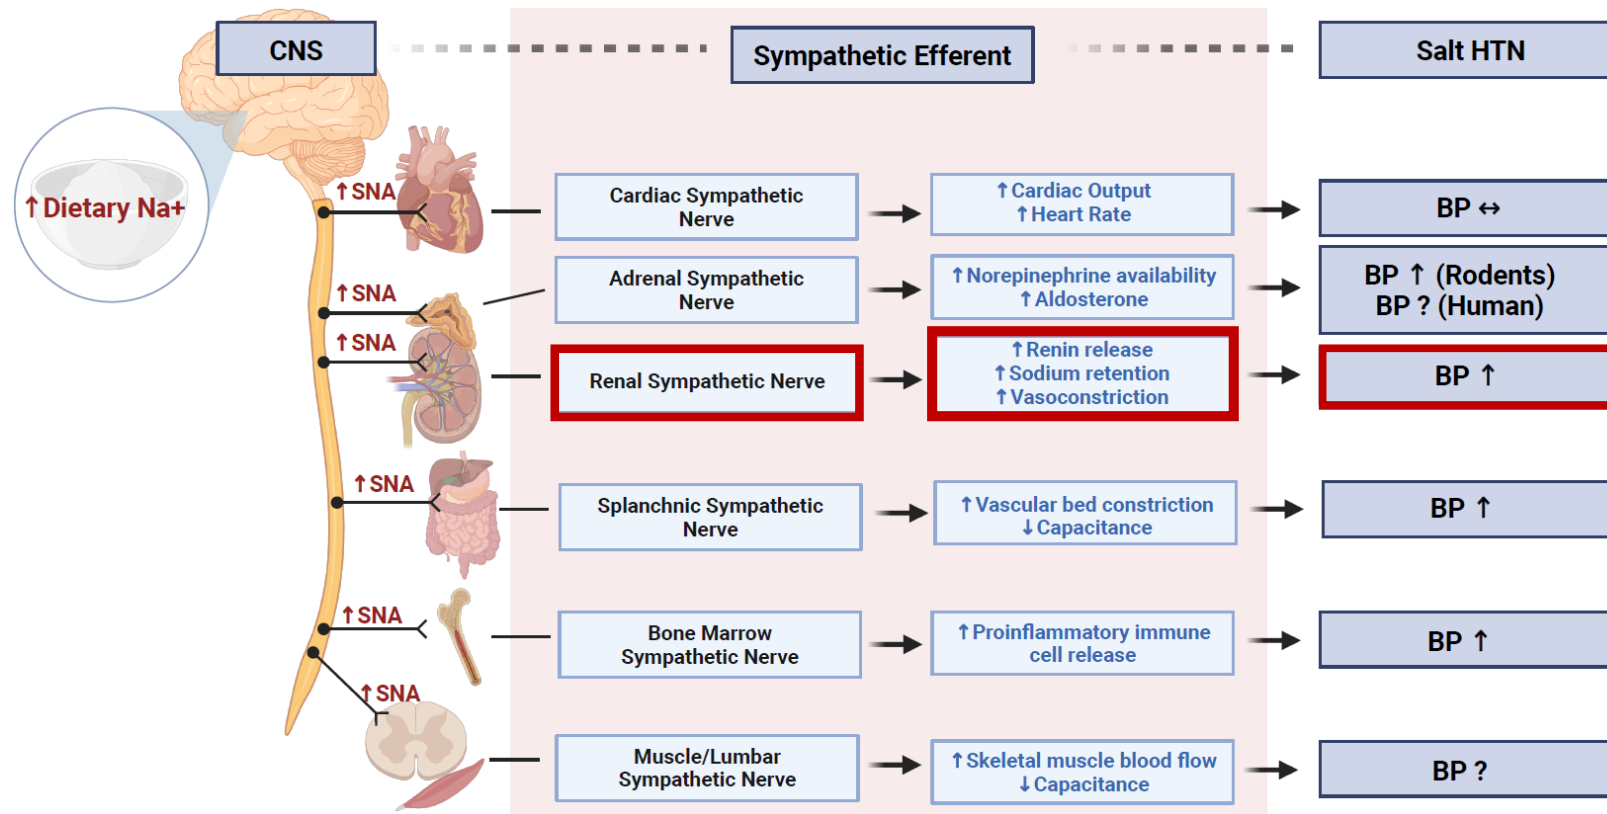 CNS
Sympathetic Efferent
Salt HTN
↑Dietary Na+
↑SNA
Cardiac Sympathetic
Nerve
↑Cardiac Output
↑Heart Rate
BP ↔
↑SNA
Adrenal Sympathetic
Nerve
↑Norepinephrine availability
↑Aldosterone
BP ↑ (Rodents)
BP ? (Human)
↑SNA
Renal Sympathetic Nerve
↑Renin release
↑Sodium retention
↑Vasoconstriction
BP ↑
↑SNA
Splanchnic Sympathetic
Nerve
↑Vascular bed constriction
↓Capacitance
BP ↑
↑SNA
Bone Marrow
Sympathetic Nerve
↑Proinflammatory immune
cell release
BP ↑
↑SNA
Muscle/Lumbar
Sympathetic Nerve
↑Skeletal muscle blood flow
↓Capacitance
BP ?